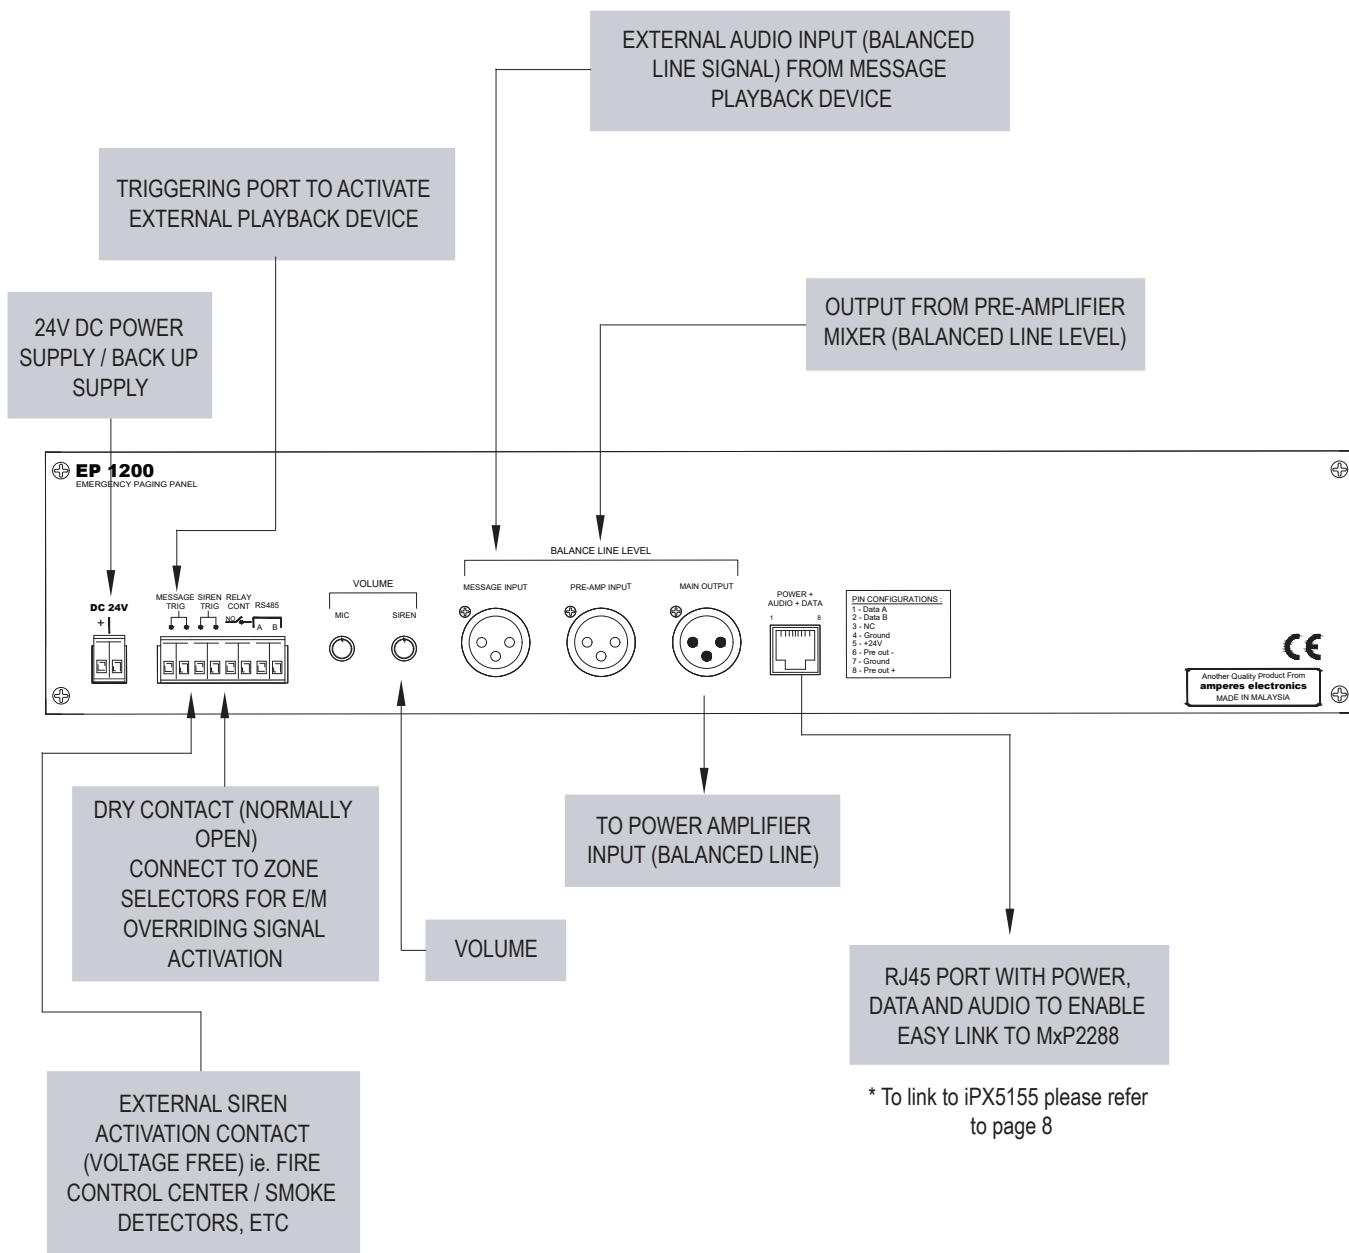 EXTERNAL AUDIO INPUT (BALANCED
LINE SIGNAL) FROM MESSAGE
PLAYBACK DEVICE
TRIGGERING PORT TO ACTIVATE
EXTERNAL PLAYBACK DEVICE
24V DC POWER
SUPPLY / BACK UP
SUPPLY
OUTPUT FROM PRE-AMPLIFIER
MIXER (BALANCED LINE LEVEL)
EP 1200
EMERGENCY PAGING PANEL
DC 24V
+
MESSAGE TRIG
SIREN TRIG
RELAY CONT
NO
RS485
A B
VOLUME
MIC
SIREN
BALANCE LINE LEVEL
MESSAGE INPUT
PRE-AMP INPUT
MAIN OUTPUT
POWER +
AUDIO + DATA
1 8
PIN CONFIGURATIONS :
1 - Data A
2 - Data B
3 - NC
4 - Ground
5 - +24V
6 - Pre out -
7 - Ground
8 - Pre out +
CE
Another Quality Product From
amperes electronics
MADE IN MALAYSIA
DRY CONTACT (NORMALLY
OPEN)
CONNECT TO ZONE
SELECTORS FOR E/M
OVERRIDING SIGNAL
ACTIVATION
VOLUME
TO POWER AMPLIFIER
INPUT (BALANCED LINE)
RJ45 PORT WITH POWER,
DATA AND AUDIO TO ENABLE
EASY LINK TO MxP2288
* To link to iPX5155 please refer
to page 8
EXTERNAL SIREN
ACTIVATION CONTACT
(VOLTAGE FREE) ie. FIRE
CONTROL CENTER / SMOKE
DETECTORS, ETC